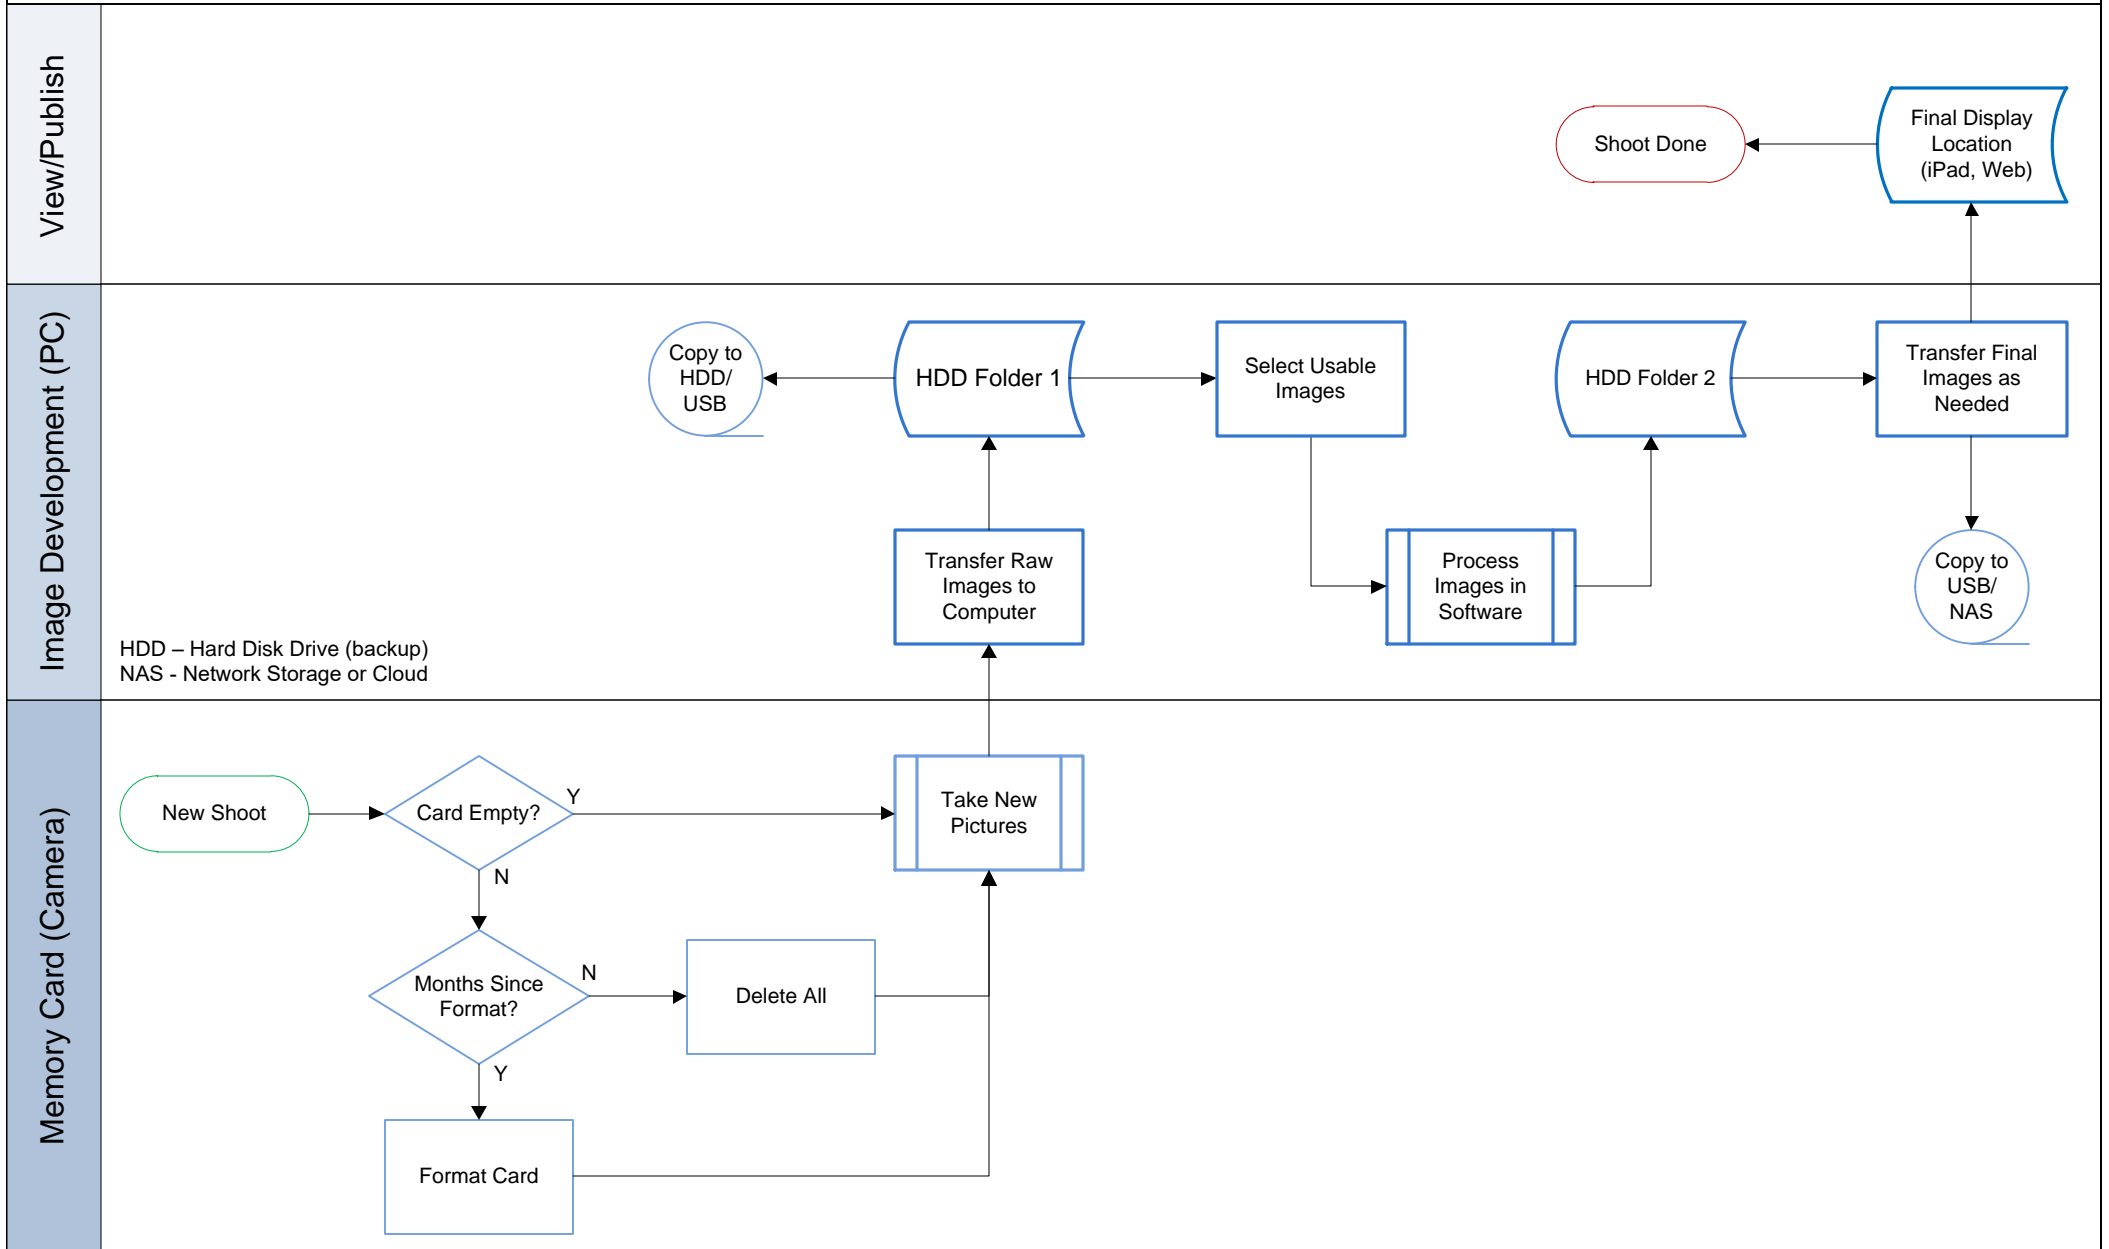 View/Publish
Shoot Done
Final Display
Location
(iPad, Web)
Image Development (PC)
Copy to
HDD/
USB
HDD Folder 1
Select Usable
Images
HDD Folder 2
Transfer Final
Images as
Needed
Transfer Raw
Images to
Computer
Process
Images in
Software
Copy to
USB/
NAS
HDD – Hard Disk Drive (backup)
NAS - Network Storage or Cloud
Memory Card (Camera)
New Shoot
Card Empty?
Y
Take New
Pictures
N
Months Since
Format?
N
Delete All
Y
Format Card